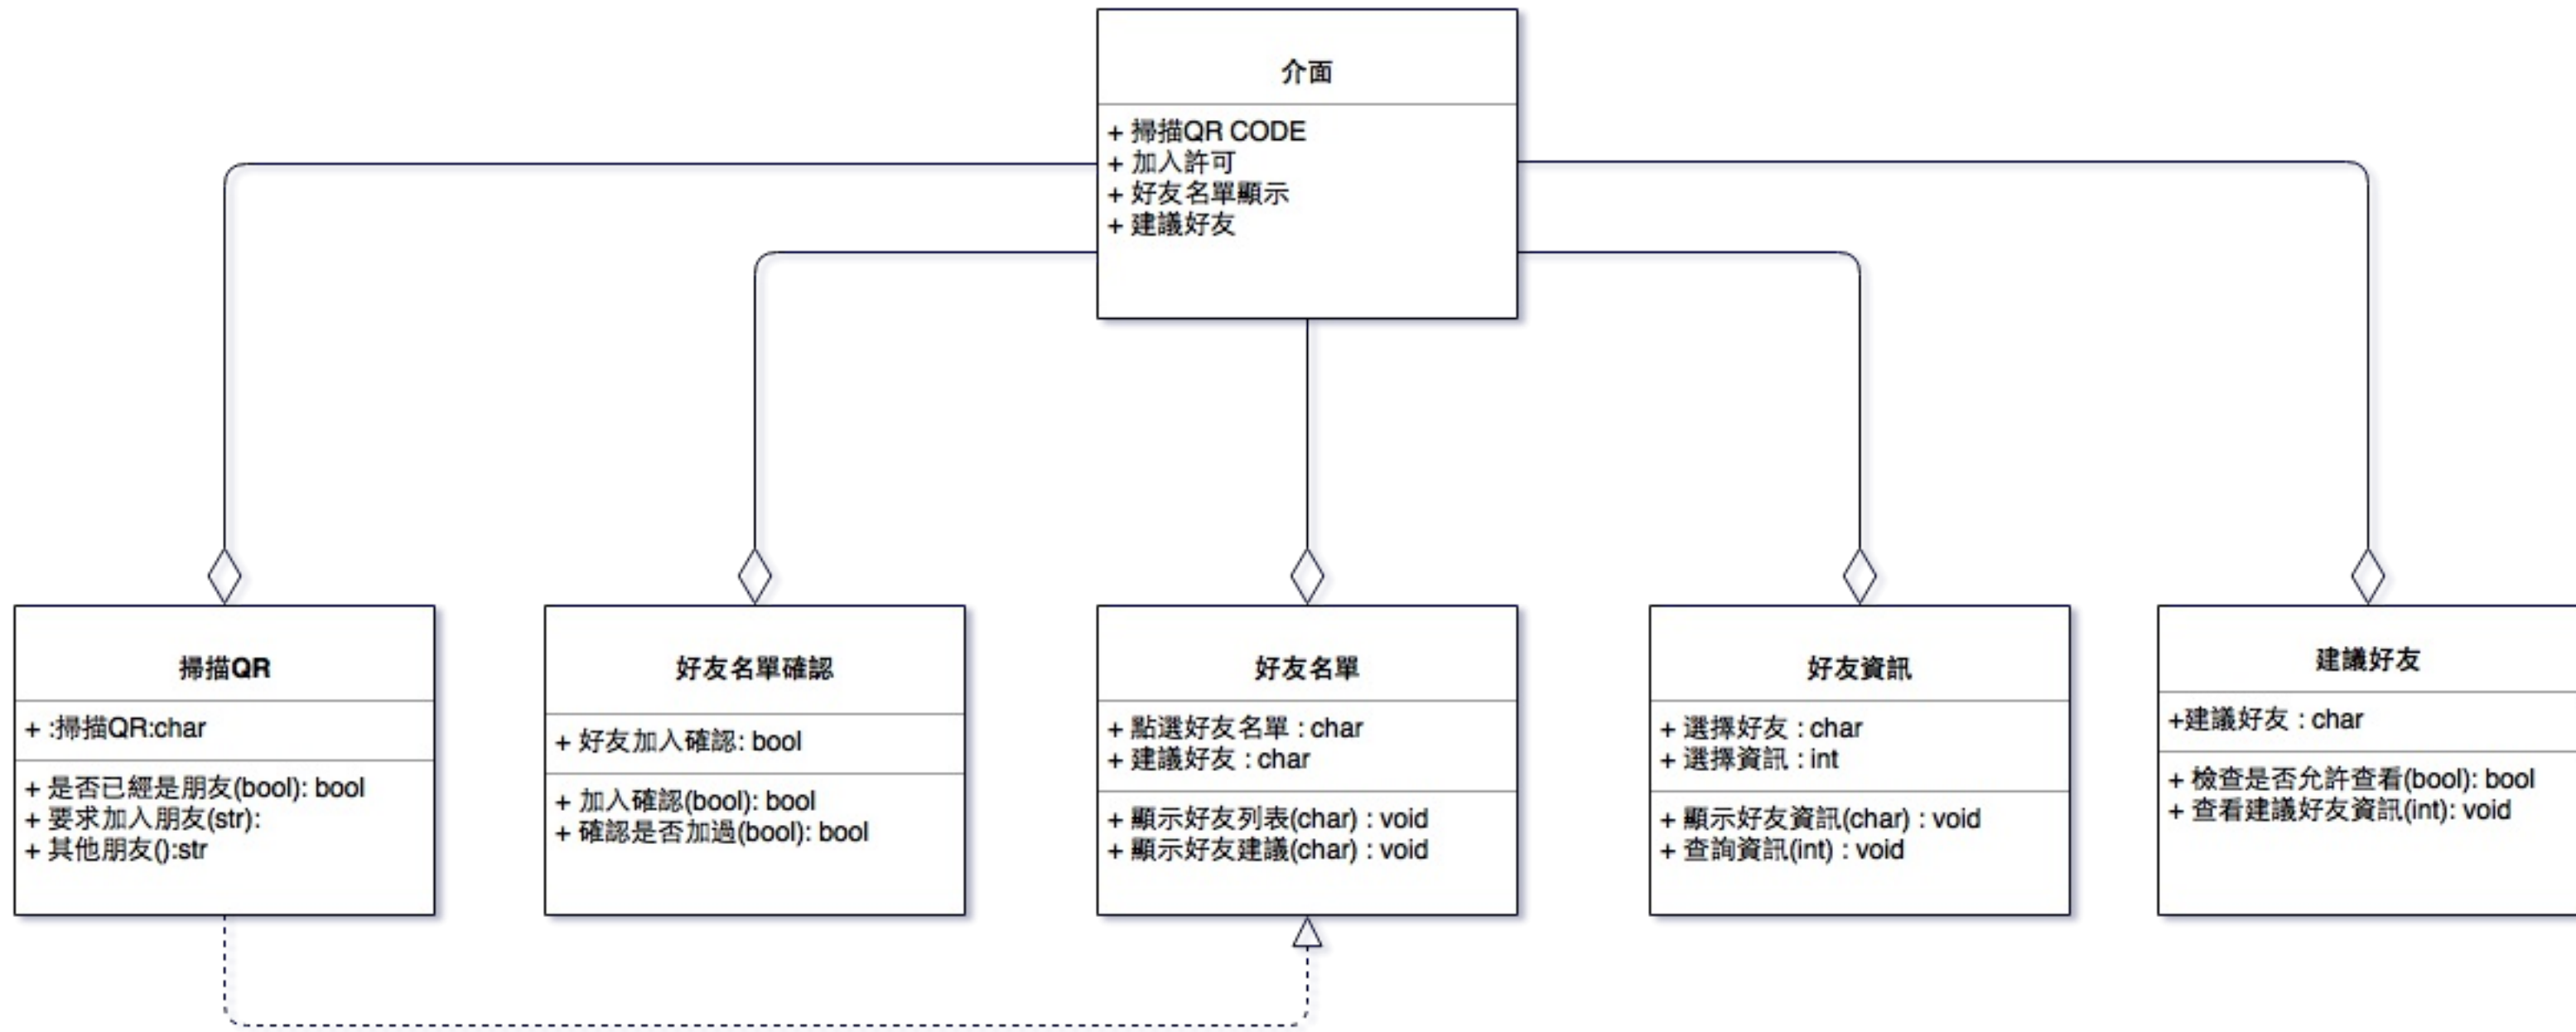 介面
+ 掃描QR CODE
+ 加入許可
+ 好友名單顯示
+ 建議好友
掃描QR
+ :掃描QR:char
+ 是否已經是朋友(bool): bool
+ 要求加入朋友(str):
+ 其他朋友():str
好友名單確認
+ 好友加入確認: bool
+ 加入確認(bool): bool
+ 確認是否加過(bool): bool
好友名單
+ 點選好友名單 : char
+ 建議好友 : char
+ 顯示好友列表(char) : void
+ 顯示好友建議(char) : void
好友資訊
+ 選擇好友 : char
+ 選擇資訊 : int
+ 顯示好友資訊(char) : void
+ 查詢資訊(int) : void
建議好友
+建議好友 : char
+ 檢查是否允許查看(bool): bool
+ 查看建議好友資訊(int): void